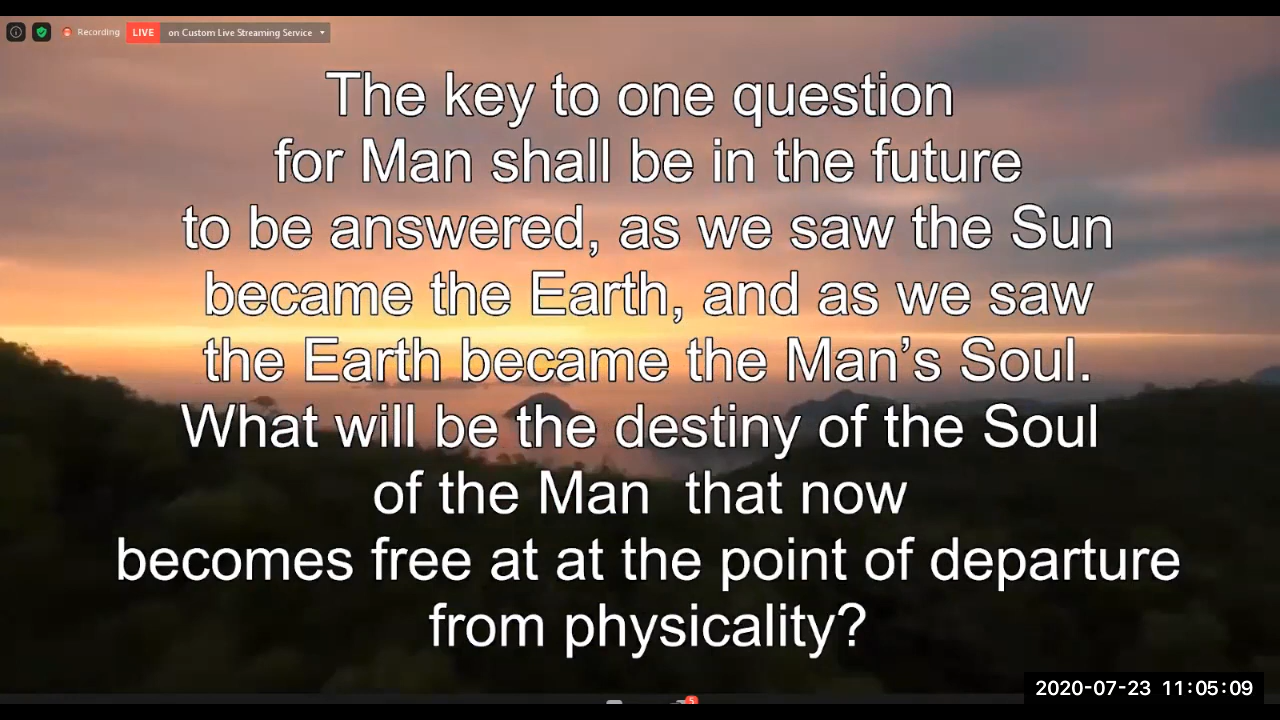 Recording LIVE on Custom Live Streaming Service
The key to one question
for Man shall be in the future
to be answered, as we saw the Sun
became the Earth, and as we saw
the Earth became the Man’s Soul.
What will be the destiny of the Soul
of the Man that now
becomes free at at the point of departure
from physicality?
5
2020-07-23 11:05:09